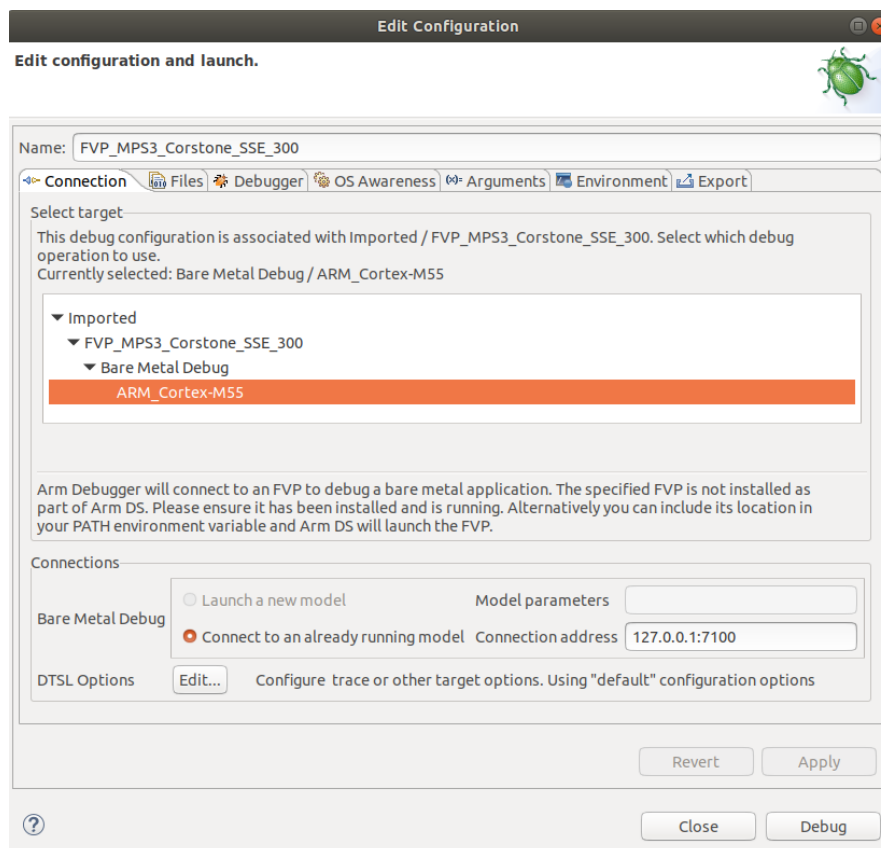 Edit Configuration
Edit configuration and launch.
Name: FVP_MPS3_Corstone_SSE_300
Connection Files Debugger OS Awareness (x)= Arguments Environment Export
Select target
This debug configuration is associated with Imported / FVP_MPS3_Corstone_SSE_300. Select which debug
operation to use.
Currently selected: Bare Metal Debug / ARM_Cortex-M55
Imported
FVP_MPS3_Corstone_SSE_300
Bare Metal Debug
ARM_Cortex-M55
Arm Debugger will connect to an FVP to debug a bare metal application. The specified FVP is not installed as
part of Arm DS. Please ensure it has been installed and is running. Alternatively you can include its location in
your PATH environment variable and Arm DS will launch the FVP.
Connections
Launch a new model Model parameters
Bare Metal Debug
Connect to an already running model Connection address 127.0.0.1:7100
DTSL Options Edit... Configure trace or other target options. Using "default" configuration options
Revert Apply
? Close Debug